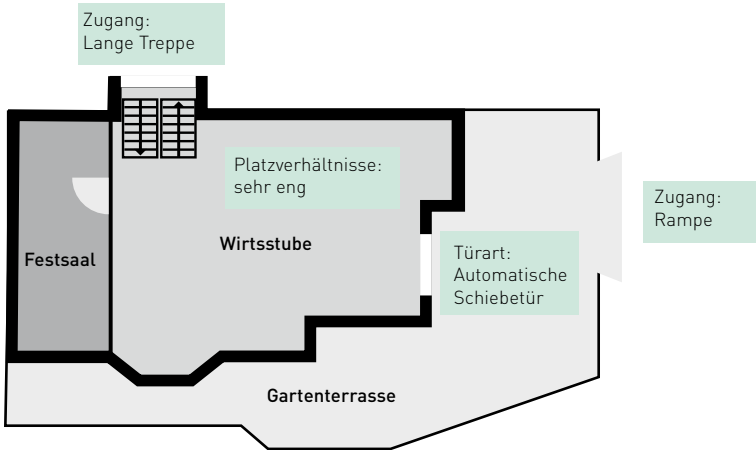 Zugang:
Lange Treppe
Platzverhältnisse:
sehr eng
Zugang:
Rampe
Wirtsstube
Festsaal
Türart:
Automatische
Schiebetür
Gartenterrasse